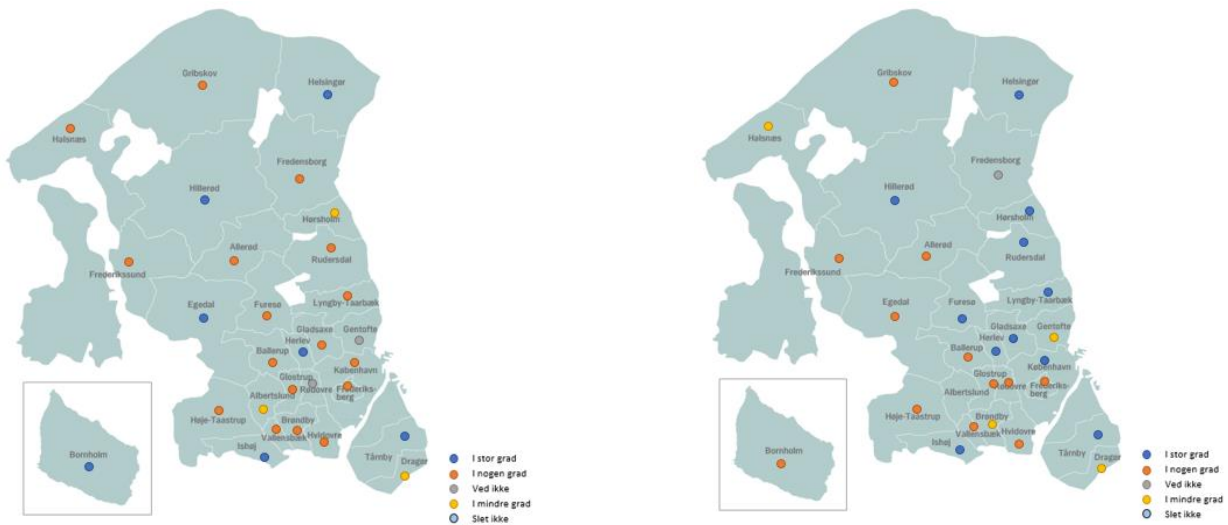 Gribskov
Helsingør
Halsnæs
Fredensborg
Hillerød
Hørsholm
Allerød
Rudersdal
Frederikssund
Egedal
Furesø
Lyngby-Taarbæk
Gladsaxe
Gentofte
Herlev
Ballerup
København
Glostrup
Rødovre
Frederiks-
berg
Albertslund
Høje-Taastrup
Brøndby
Vallensbæk
Hvidovre
Ishøj
Tårnby
Dragør
Bornholm
I stor grad
I nogen grad
Ved ikke
I mindre grad
Slet ikke
Gribskov
Helsingør
Halsnæs
Fredensborg
Hillerød
Hørsholm
Allerød
Rudersdal
Frederikssund
Egedal
Furesø
Lyngby-Taarbæk
Gladsaxe
Gentofte
Herlev
Ballerup
København
Glostrup
Rødovre
Frederiks-
berg
Albertslund
Høje-Taastrup
Brøndby
Vallensbæk
Hvidovre
Ishøj
Tårnby
Dragør
Bornholm
I stor grad
I nogen grad
Ved ikke
I mindre grad
Slet ikke